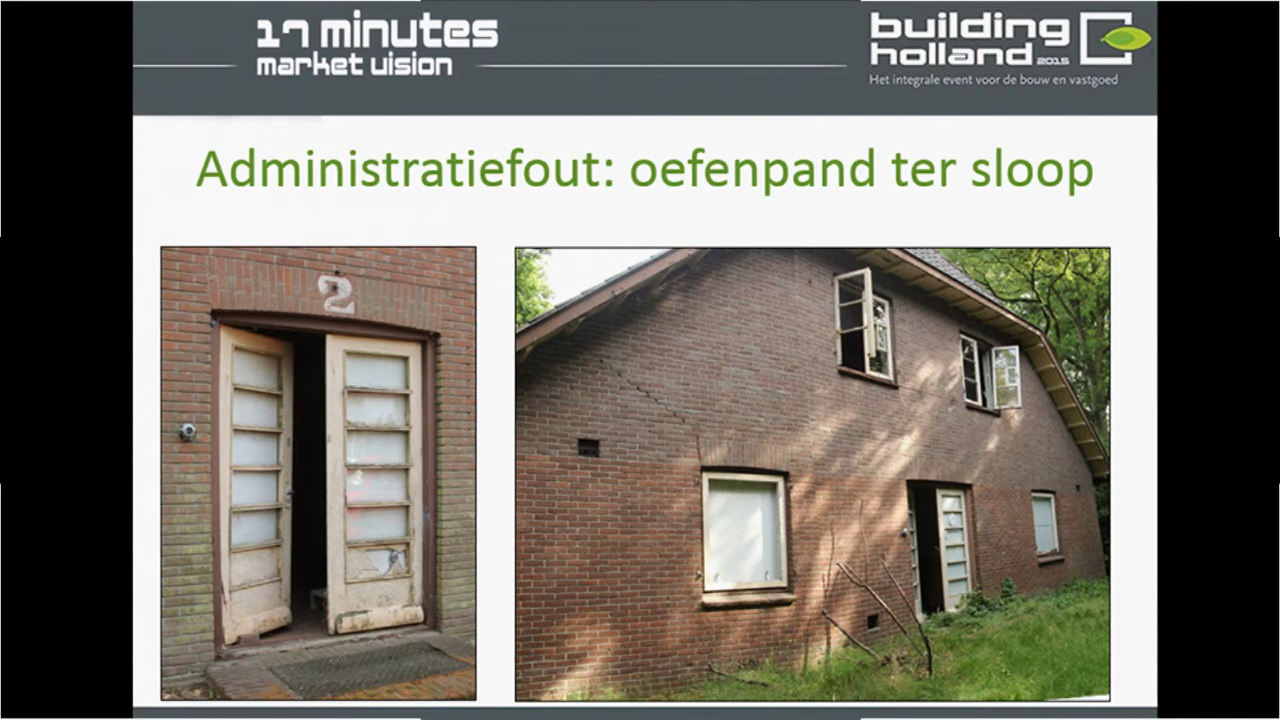 17 minutes
market vision
building
holland 2015
Het integrale event voor de bouw en vastgoed
Administratiefout: oefenpand ter sloop
2